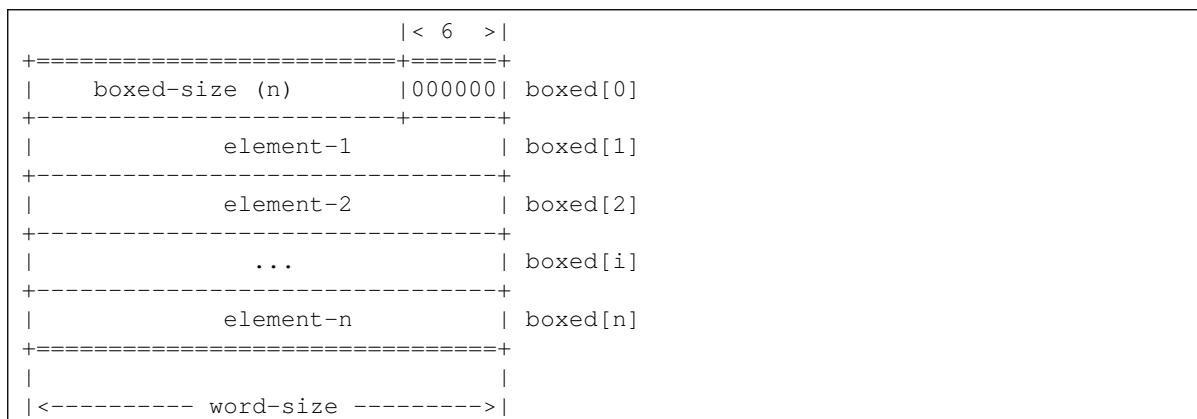 |< 6  >|
+=========================+======+
|    boxed-size (n)       |000000| boxed[0]
+-------------------------+------+
|             element-1          | boxed[1]
+--------------------------------+
|             element-2          | boxed[2]
+--------------------------------+
|               ...              | boxed[i]
+--------------------------------+
|             element-n          | boxed[n]
+================================+
|                                |
|<---------- word-size --------->|